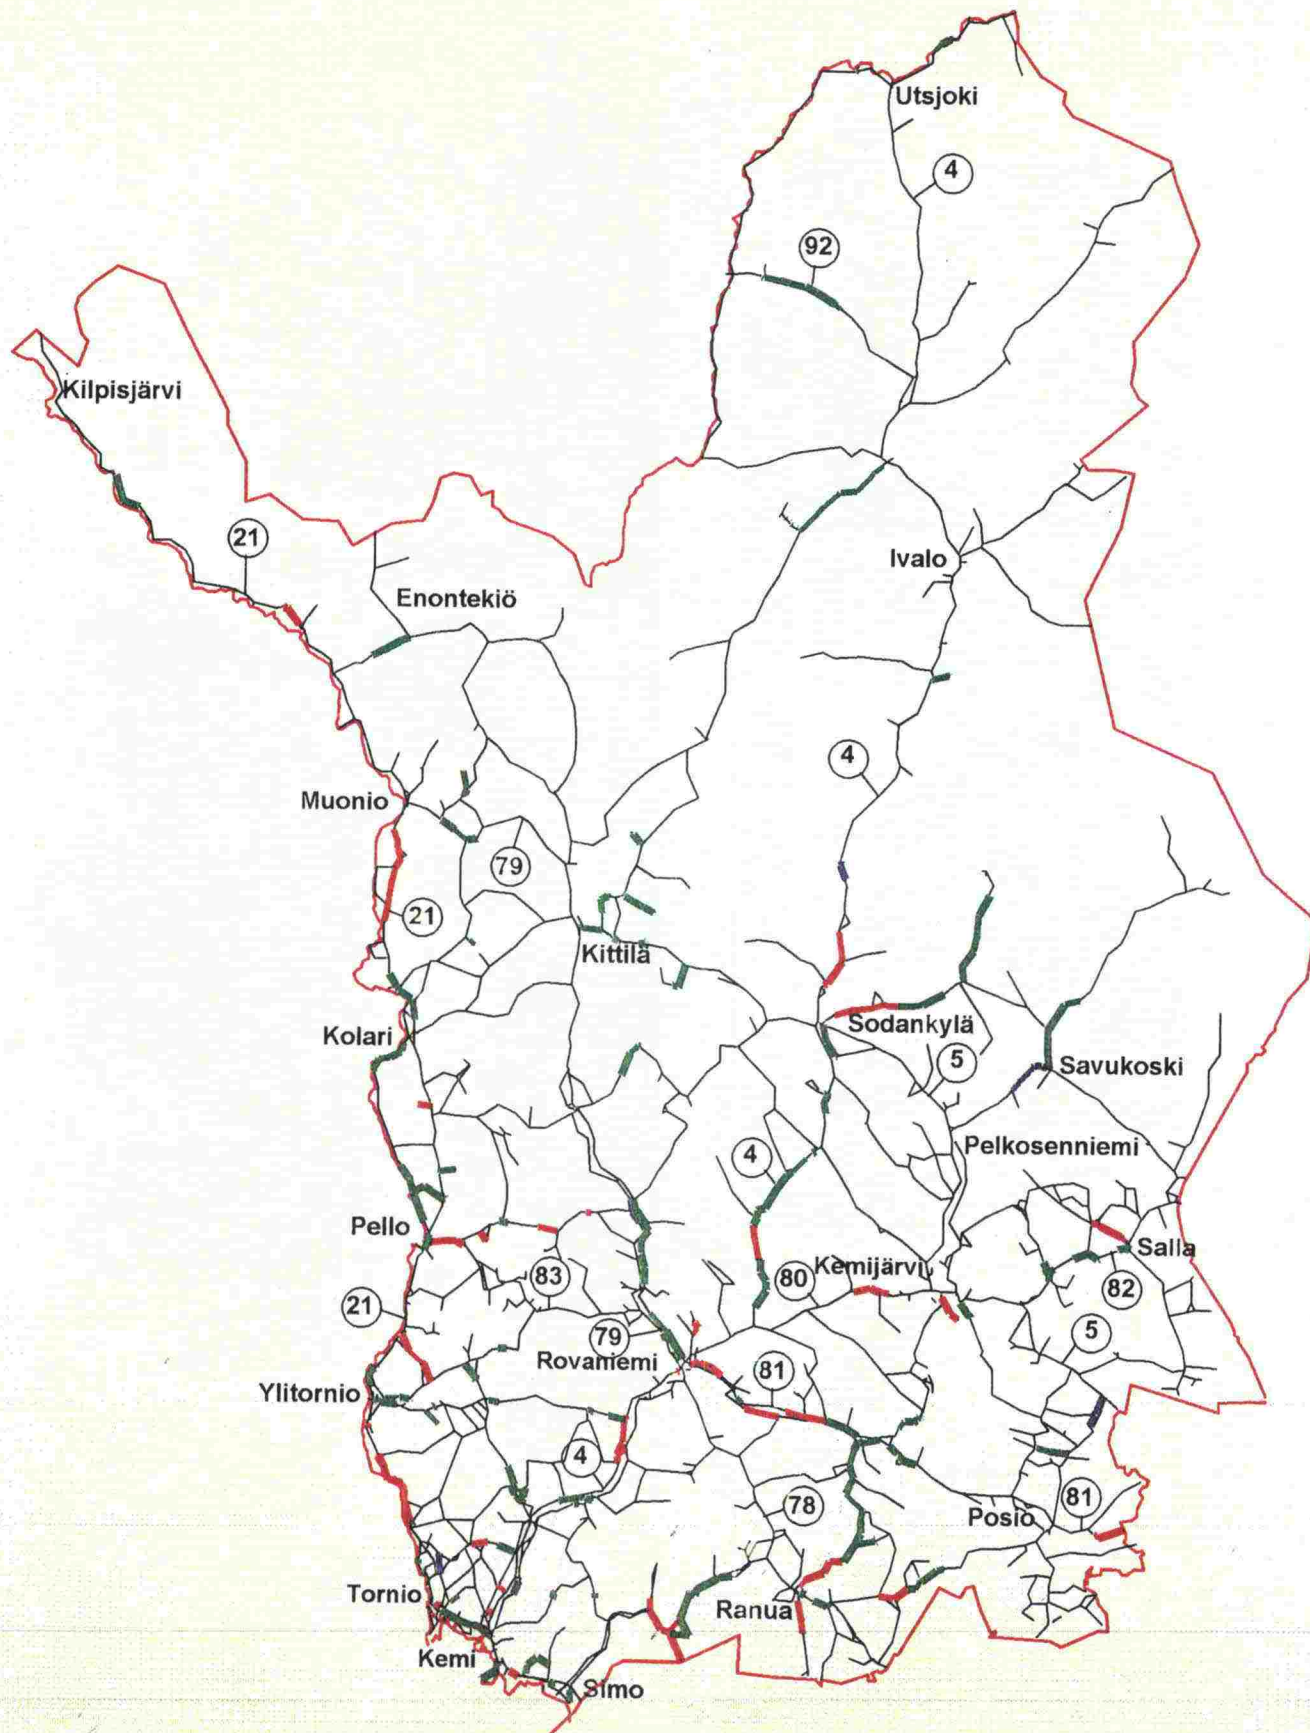 Utsjoki
4
92
Kilpisjärvi
21
Ivalo
Enontekiö
4
Muonio
79
21
Kittilä
Sodankylä
Kolari
5
Savukoski
Pelkosenniemi
4
Pello
Salla
83
80
Kemijärvi
82
21
79
5
Rovaniemi
81
Ylitornio
4
78
81
Posio
Tornio
Ranua
Kemi
Simo